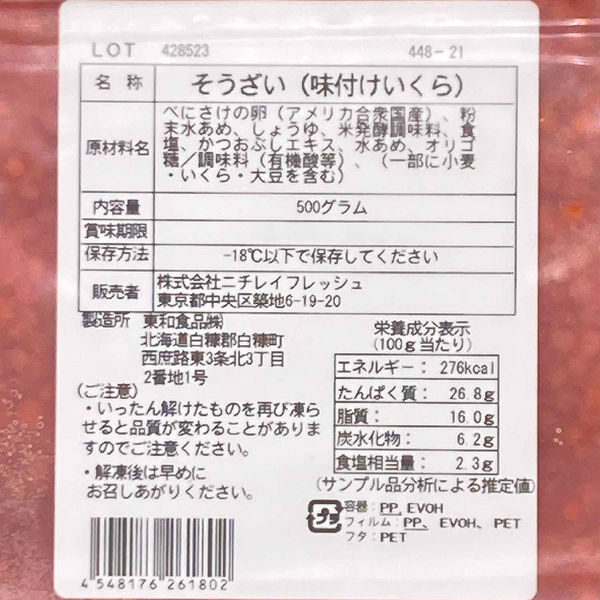 LOT 428523 448-21
名称 そうざい（味付けいくら）
原材料名 べにさけの卵（アメリカ合衆国産）、粉
末水あめ、しょうゆ、米発酵調味料、食
塩、かつおぶしエキス、水あめ、オリゴ
糖／調味料（有機酸等）、（一部に小麦
・いくら・大豆を含む）
内容量 500グラム
賞味期限
保存方法 -18℃以下で保存してください
販売者 株式会社ニチレイフレッシュ
東京都中央区築地6-19-20
製造所 東和食品㈱
北海道白糠郡白糠町
西庶路東3条北3丁目
2番地1号
(ご注意)
・いったん解けたものを再び凍ら
せると品質が変わることがありま
すのでご注意ください。
・解凍後は早めに
お召しあがりください。
栄養成分表示
(100g当たり)
エネルギー： 276kcal
たんぱく質： 26.8g
脂質： 16.0g
炭水化物： 6.2g
食塩相当量： 2.3g
(サンプル品分析による推定値)
プラ 容器：PP,EVOH
フィルム：PP、EVOH、PET
フタ：PET
4 548176 261802